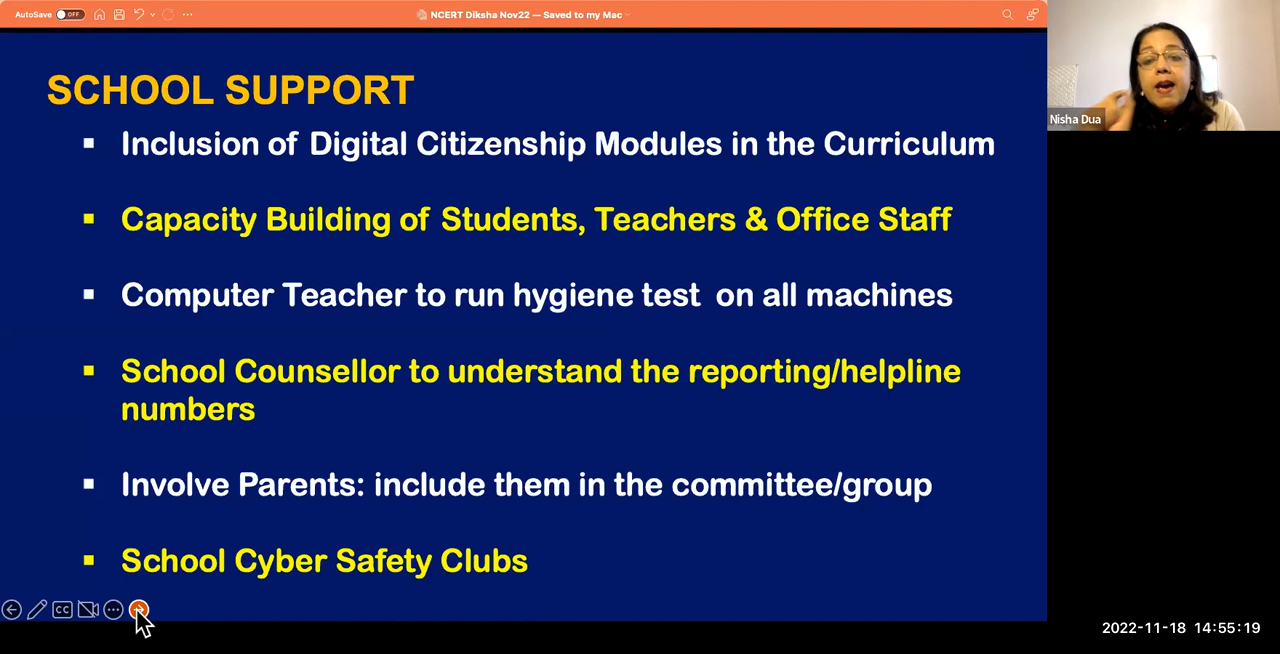 AutoSave OFF
NCERT Diksha Nov22 — Saved to my Mac
SCHOOL SUPPORT
▪ Inclusion of Digital Citizenship Modules in the Curriculum
▪ Capacity Building of Students, Teachers & Office Staff
▪ Computer Teacher to run hygiene test on all machines
▪ School Counsellor to understand the reporting/helpline
numbers
▪ Involve Parents: include them in the committee/group
▪ School Cyber Safety Clubs
CC
Nisha Dua
2022-11-18 14:55:19